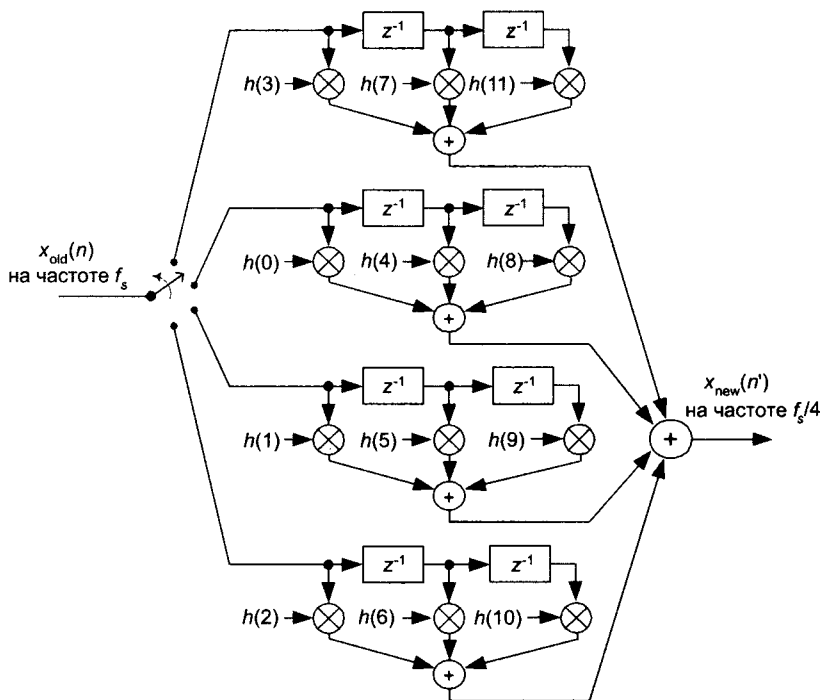 z⁻¹ z⁻¹
h(3) h(7) h(11)
+
z⁻¹ z⁻¹
x_old(n)
на частоте f_s
h(0) h(4) h(8)
+
z⁻¹ z⁻¹
x_new(n')
на частоте f_s/4
h(1) h(5) h(9)
+
+
z⁻¹ z⁻¹
h(2) h(6) h(10)
+